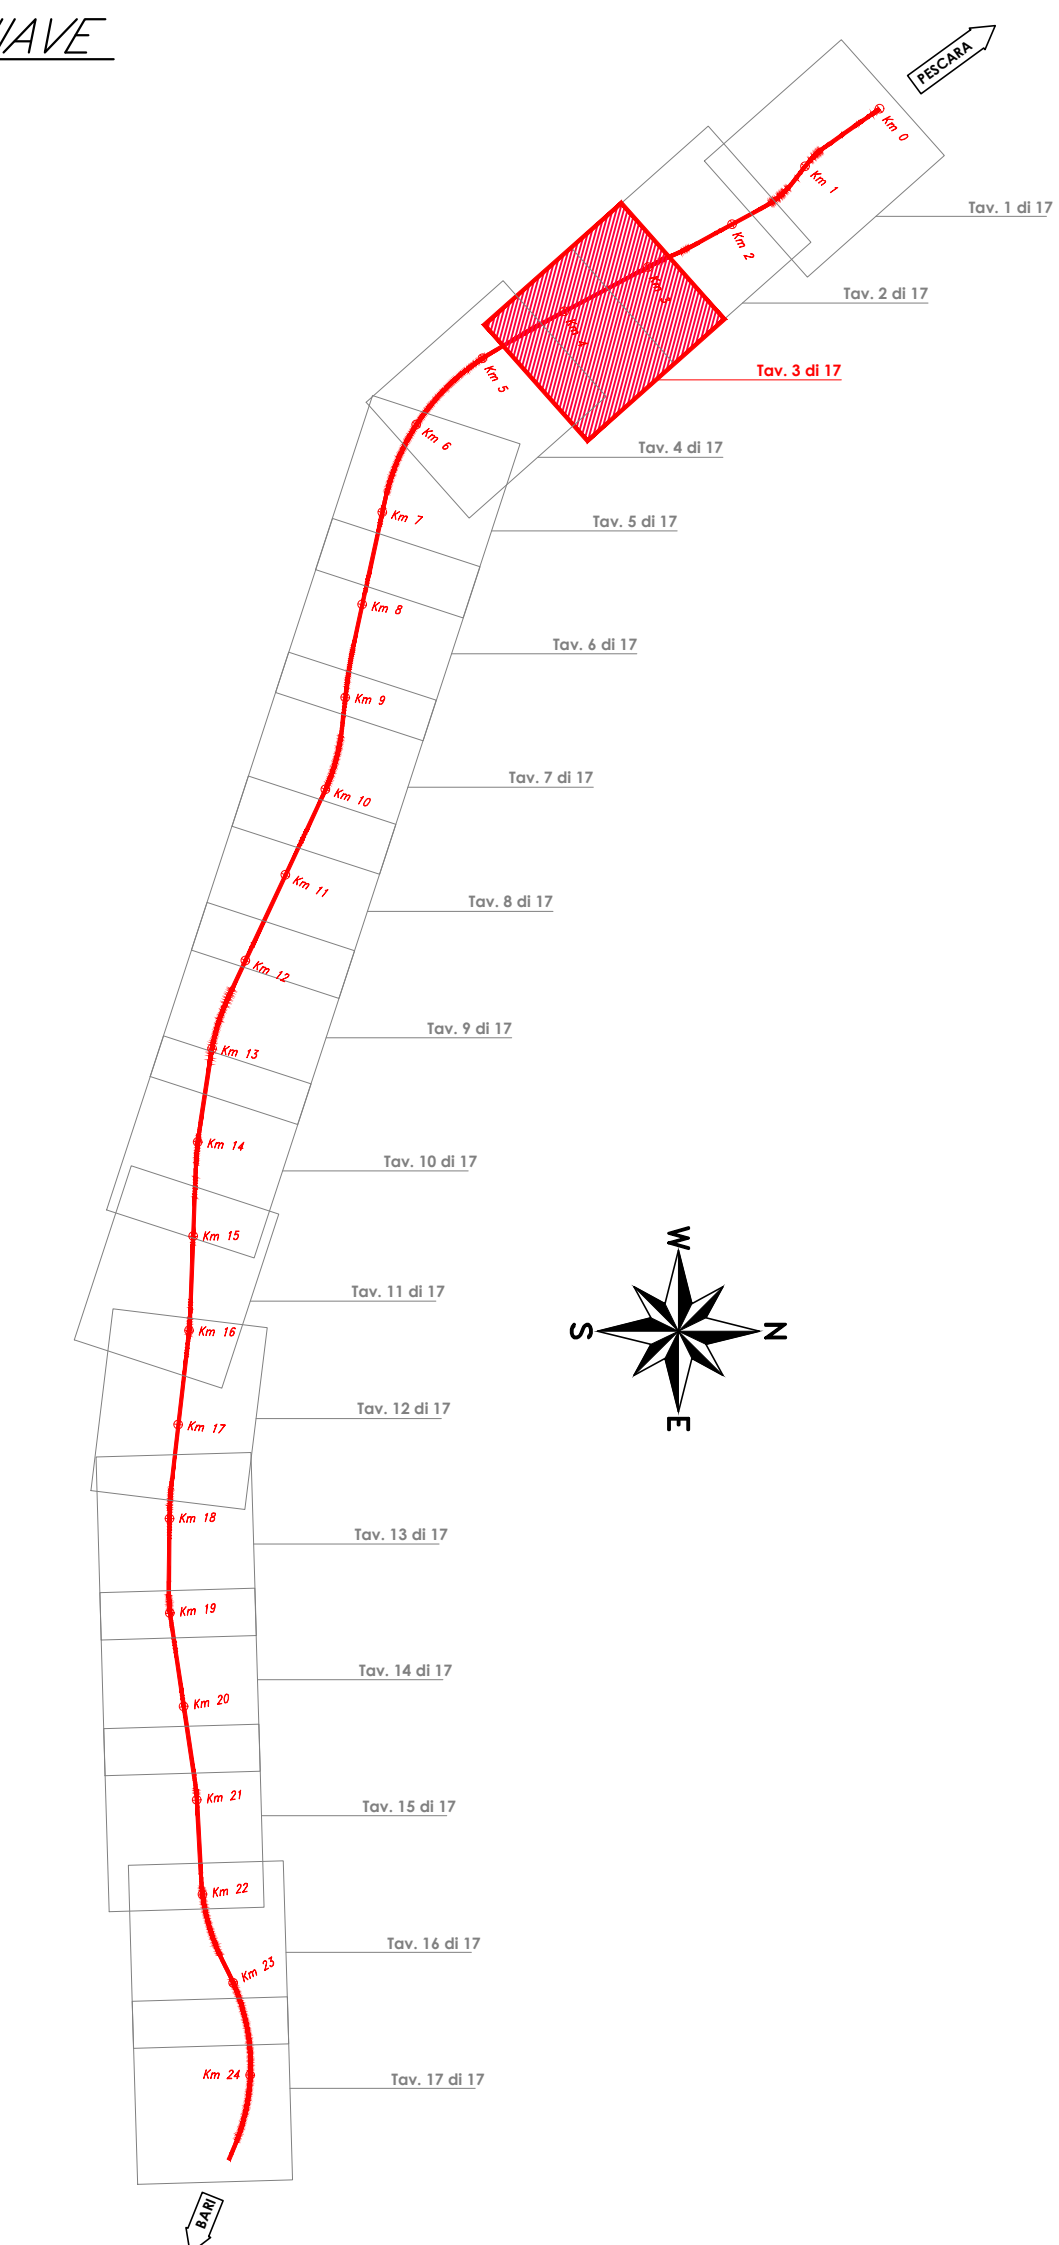 PESCARA
Km 0
Km 1
Tav. 1 di 17
Km 2
Tav. 2 di 17
Km 3
Km 4
Tav. 3 di 17
Km 5
Km 6
Tav. 4 di 17
Km 7
Tav. 5 di 17
Km 8
Tav. 6 di 17
Km 9
Tav. 7 di 17
Km 10
Km 11
Tav. 8 di 17
Km 12
Tav. 9 di 17
Km 13
Km 14
Tav. 10 di 17
Km 15
W
Tav. 11 di 17
Km 16
S
N
Tav. 12 di 17
Km 17
E
Km 18
Tav. 13 di 17
Km 19
Tav. 14 di 17
Km 20
Km 21
Tav. 15 di 17
Km 22
Tav. 16 di 17
Km 23
Km 24
Tav. 17 di 17
BARI